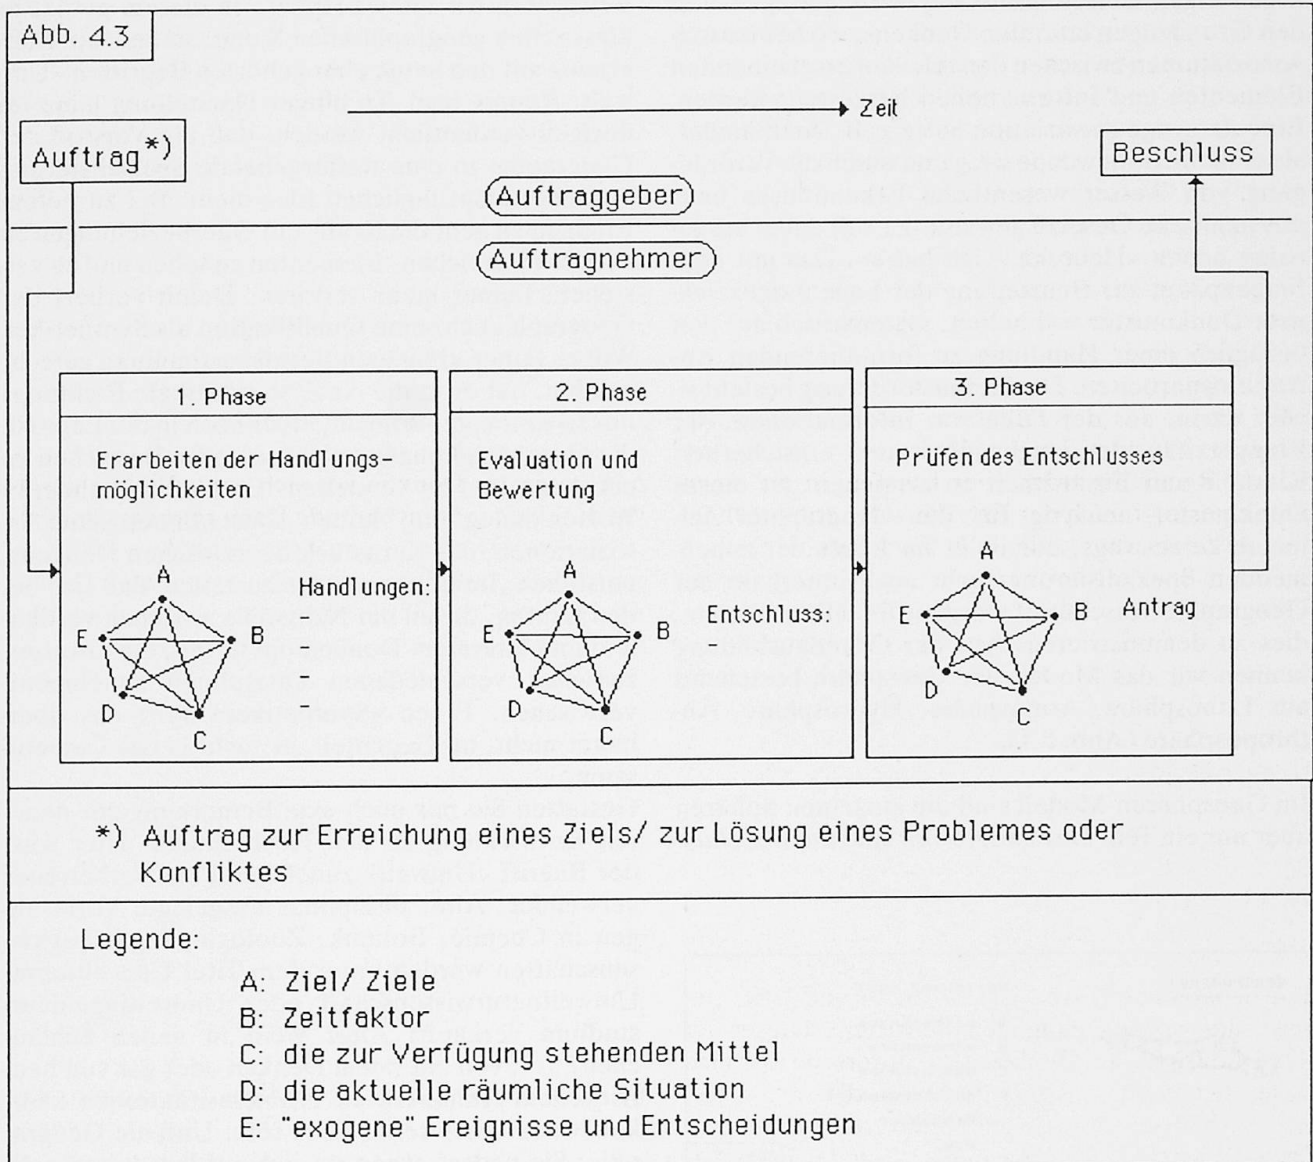 Abb. 4.3
Zeit
Auftrag*)
Beschluss
Auftraggeber
Auftragnehmer
1. Phase
2. Phase
3. Phase
Erarbeiten der Handlungs-
möglichkeiten
Evaluation und
Bewertung
Prüfen des Entschlusses
A
E
B
D
C
Handlungen:
-
-
-
A
E
B
D
C
Entschluss:
A
E
B
D
C
Antrag
*) Auftrag zur Erreichung eines Ziels/ zur Lösung eines Problemes oder
Konfliktes
Legende:
A: Ziel/ Ziele
B: Zeitfaktor
C: die zur Verfügung stehenden Mittel
D: die aktuelle räumliche Situation
E: "exogene" Freignisse und Entscheidungen